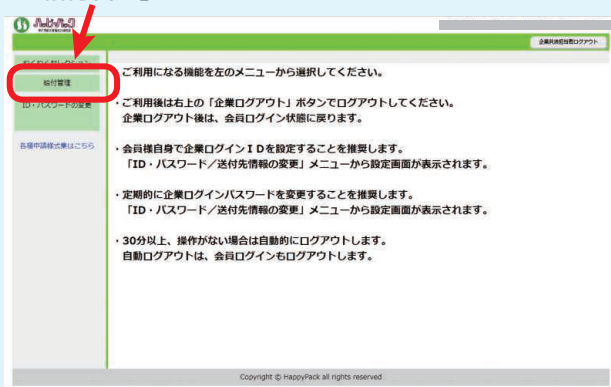 ハッピーパック
企業共済担当者ログアウト
給付管理
ID・パスワードの変更
各種申請様式集はこちら
ご利用になる機能を左のメニューから選択してください。
・ご利用後は右上の「企業ログアウト」ボタンでログアウトしてください。
企業ログアウト後は、会員ログイン状態に戻ります。
・会員様自身で企業ログインＩＤを設定することを推奨します。
「ID・パスワード／送付先情報の変更」メニューから設定画面が表示されます。
・定期的に企業ログインパスワードを変更することを推奨します。
「ID・パスワード／送付先情報の変更」メニューから設定画面が表示されます。
・30分以上、操作がない場合は自動的にログアウトします。
自動ログアウトは、会員ログインもログアウトします。
Copyright © HappyPack all rights reserved